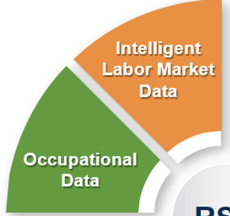 Intelligent
Labor Market
Data
Occupational
Data